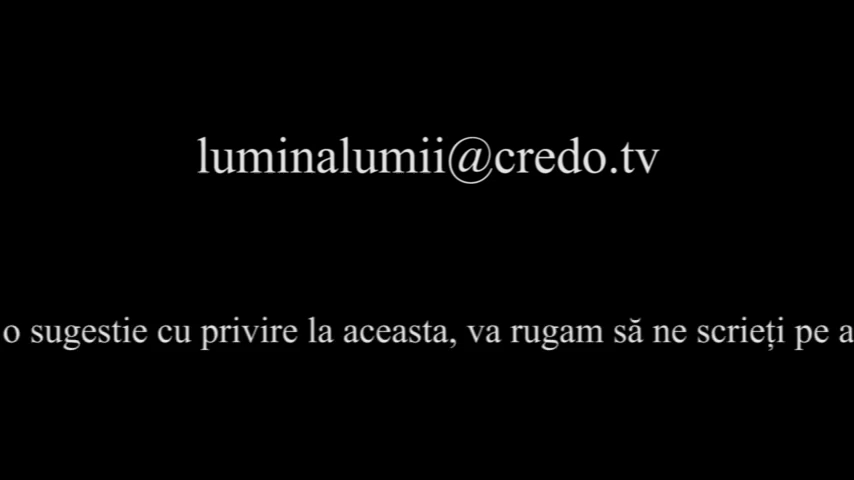 luminalumii@credo.tv
o sugestie cu privire la aceasta, va rugam să ne scrieți pe a